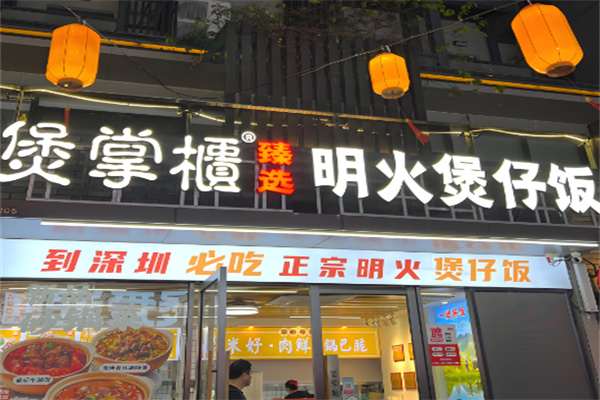 煲掌柜® 臻选 明火煲仔饭
到深圳 必吃 正宗明火 煲仔饭
米好·肉鲜 锅巴脆
聘